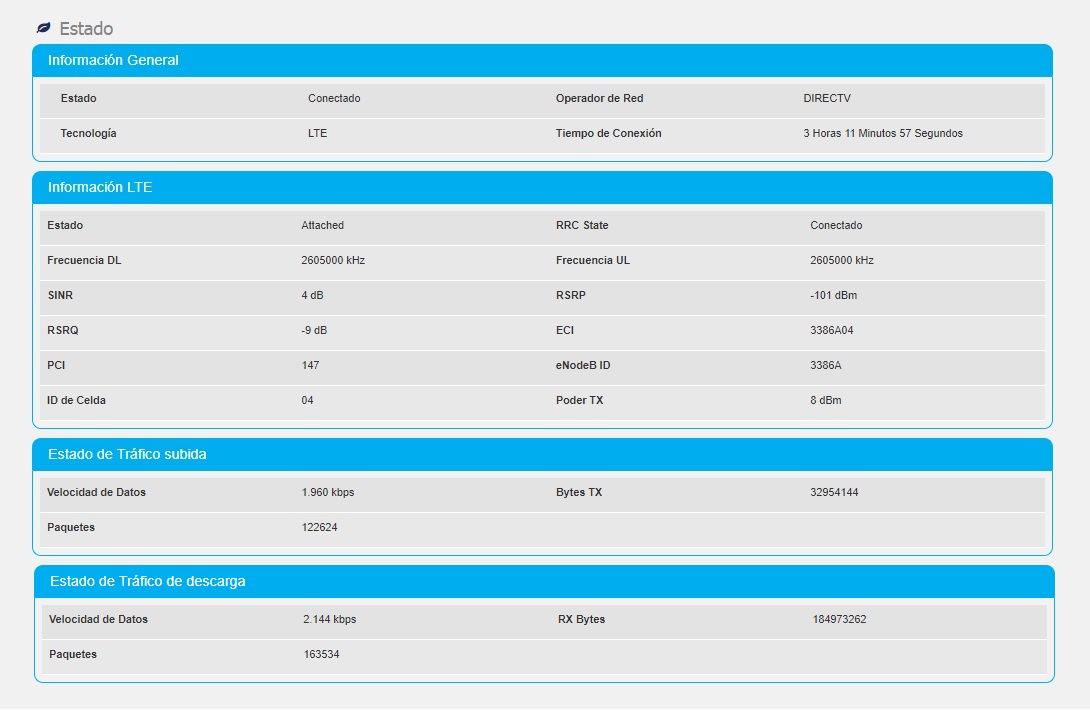 Estado
Información General
Estado Conectado Operador de Red DIRECTV
Tecnología LTE Tiempo de Conexión 3 Horas 11 Minutos 57 Segundos
Información LTE
Estado Attached RRC State Conectado
Frecuencia DL 2605000 kHz Frecuencia UL 2605000 kHz
SINR 4 dB RSRP -101 dBm
RSRQ -9 dB ECI 3386A04
PCI 147 eNodeB ID 3386A
ID de Celda 04 Poder TX 8 dBm
Estado de Tráfico subida
Velocidad de Datos 1.960 kbps Bytes TX 32954144
Paquetes 122624
Estado de Tráfico de descarga
Velocidad de Datos 2.144 kbps RX Bytes 184973262
Paquetes 163534